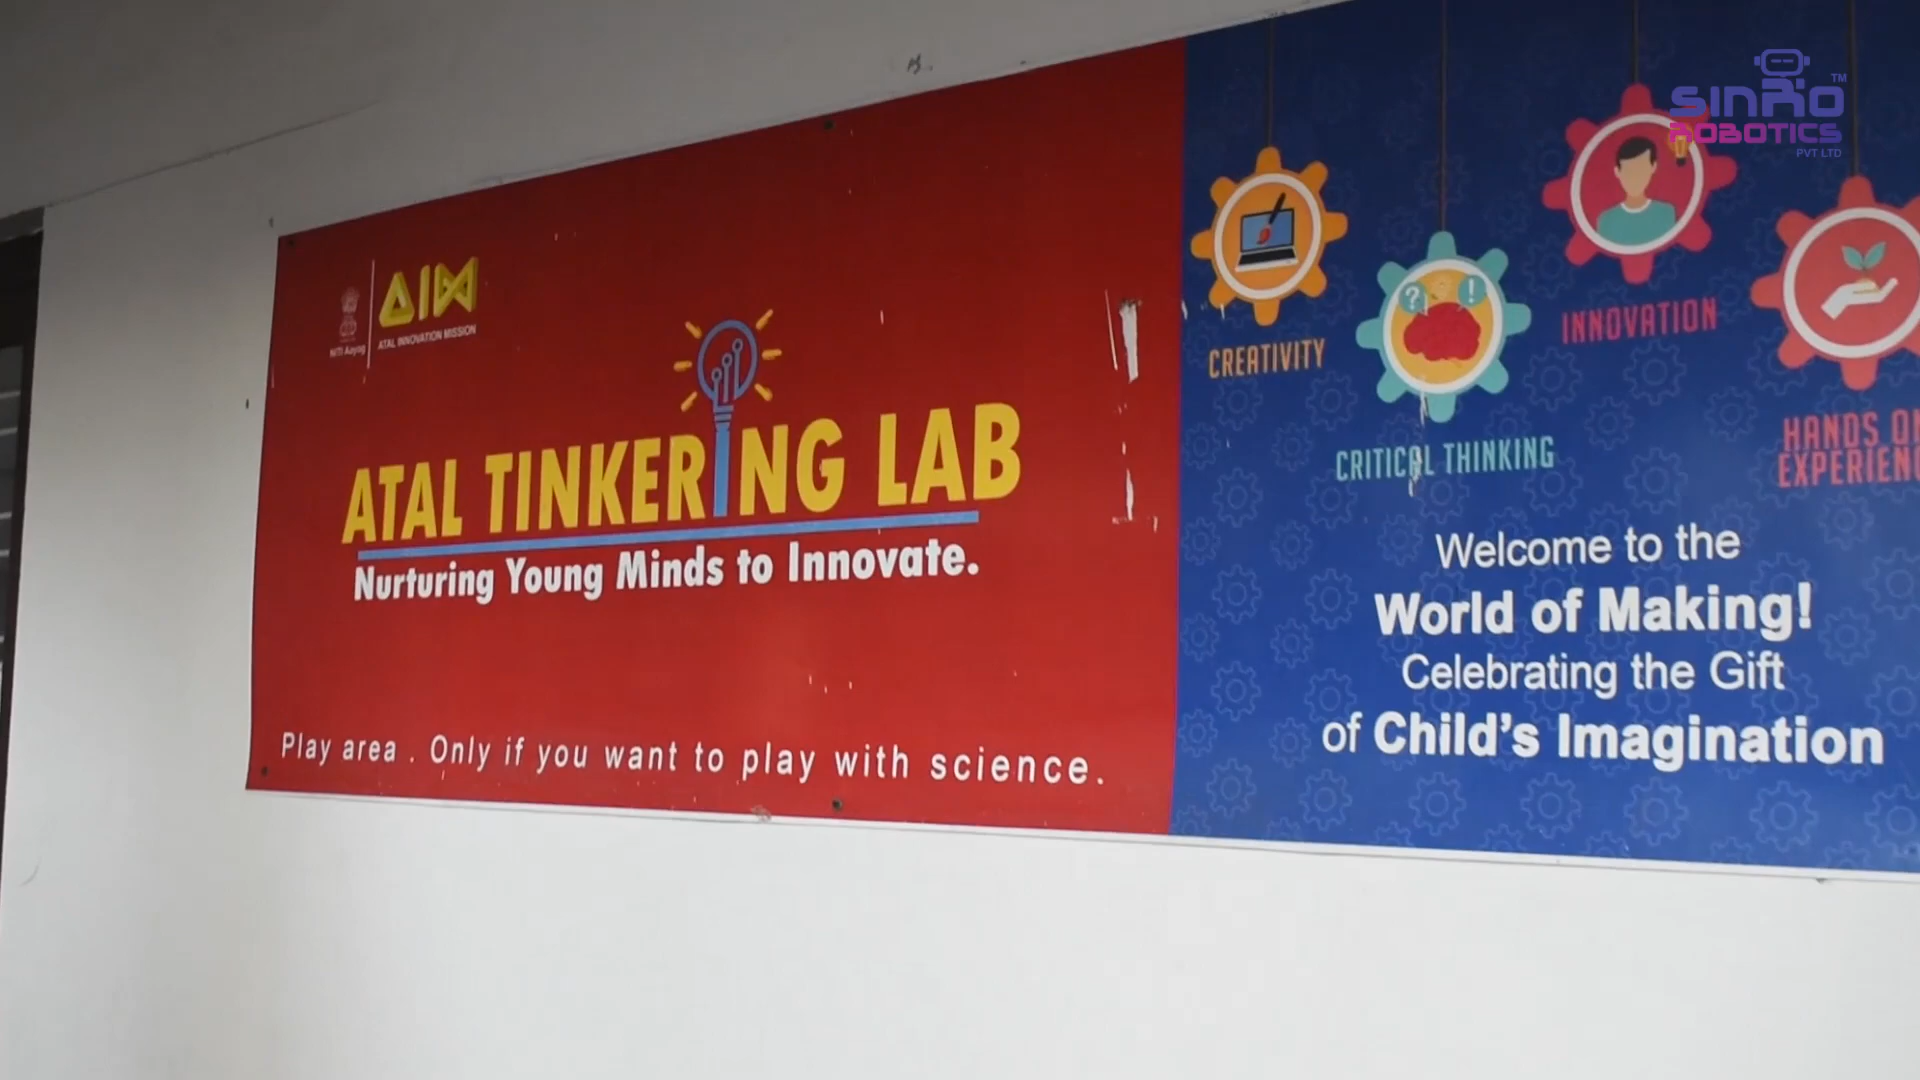 NITI Aayog
AIM
ATAL INNOVATION MISSION
ATAL TINKERING LAB
Nurturing Young Minds to Innovate.
Play area . Only if you want to play with science.
CREATIVITY
CRITICAL THINKING
? !
INNOVATION
HANDS ON
EXPERIENC
Welcome to the
World of Making!
Celebrating the Gift
of Child's Imagination
SINRO TM
ROBOTICS
PVT LTD